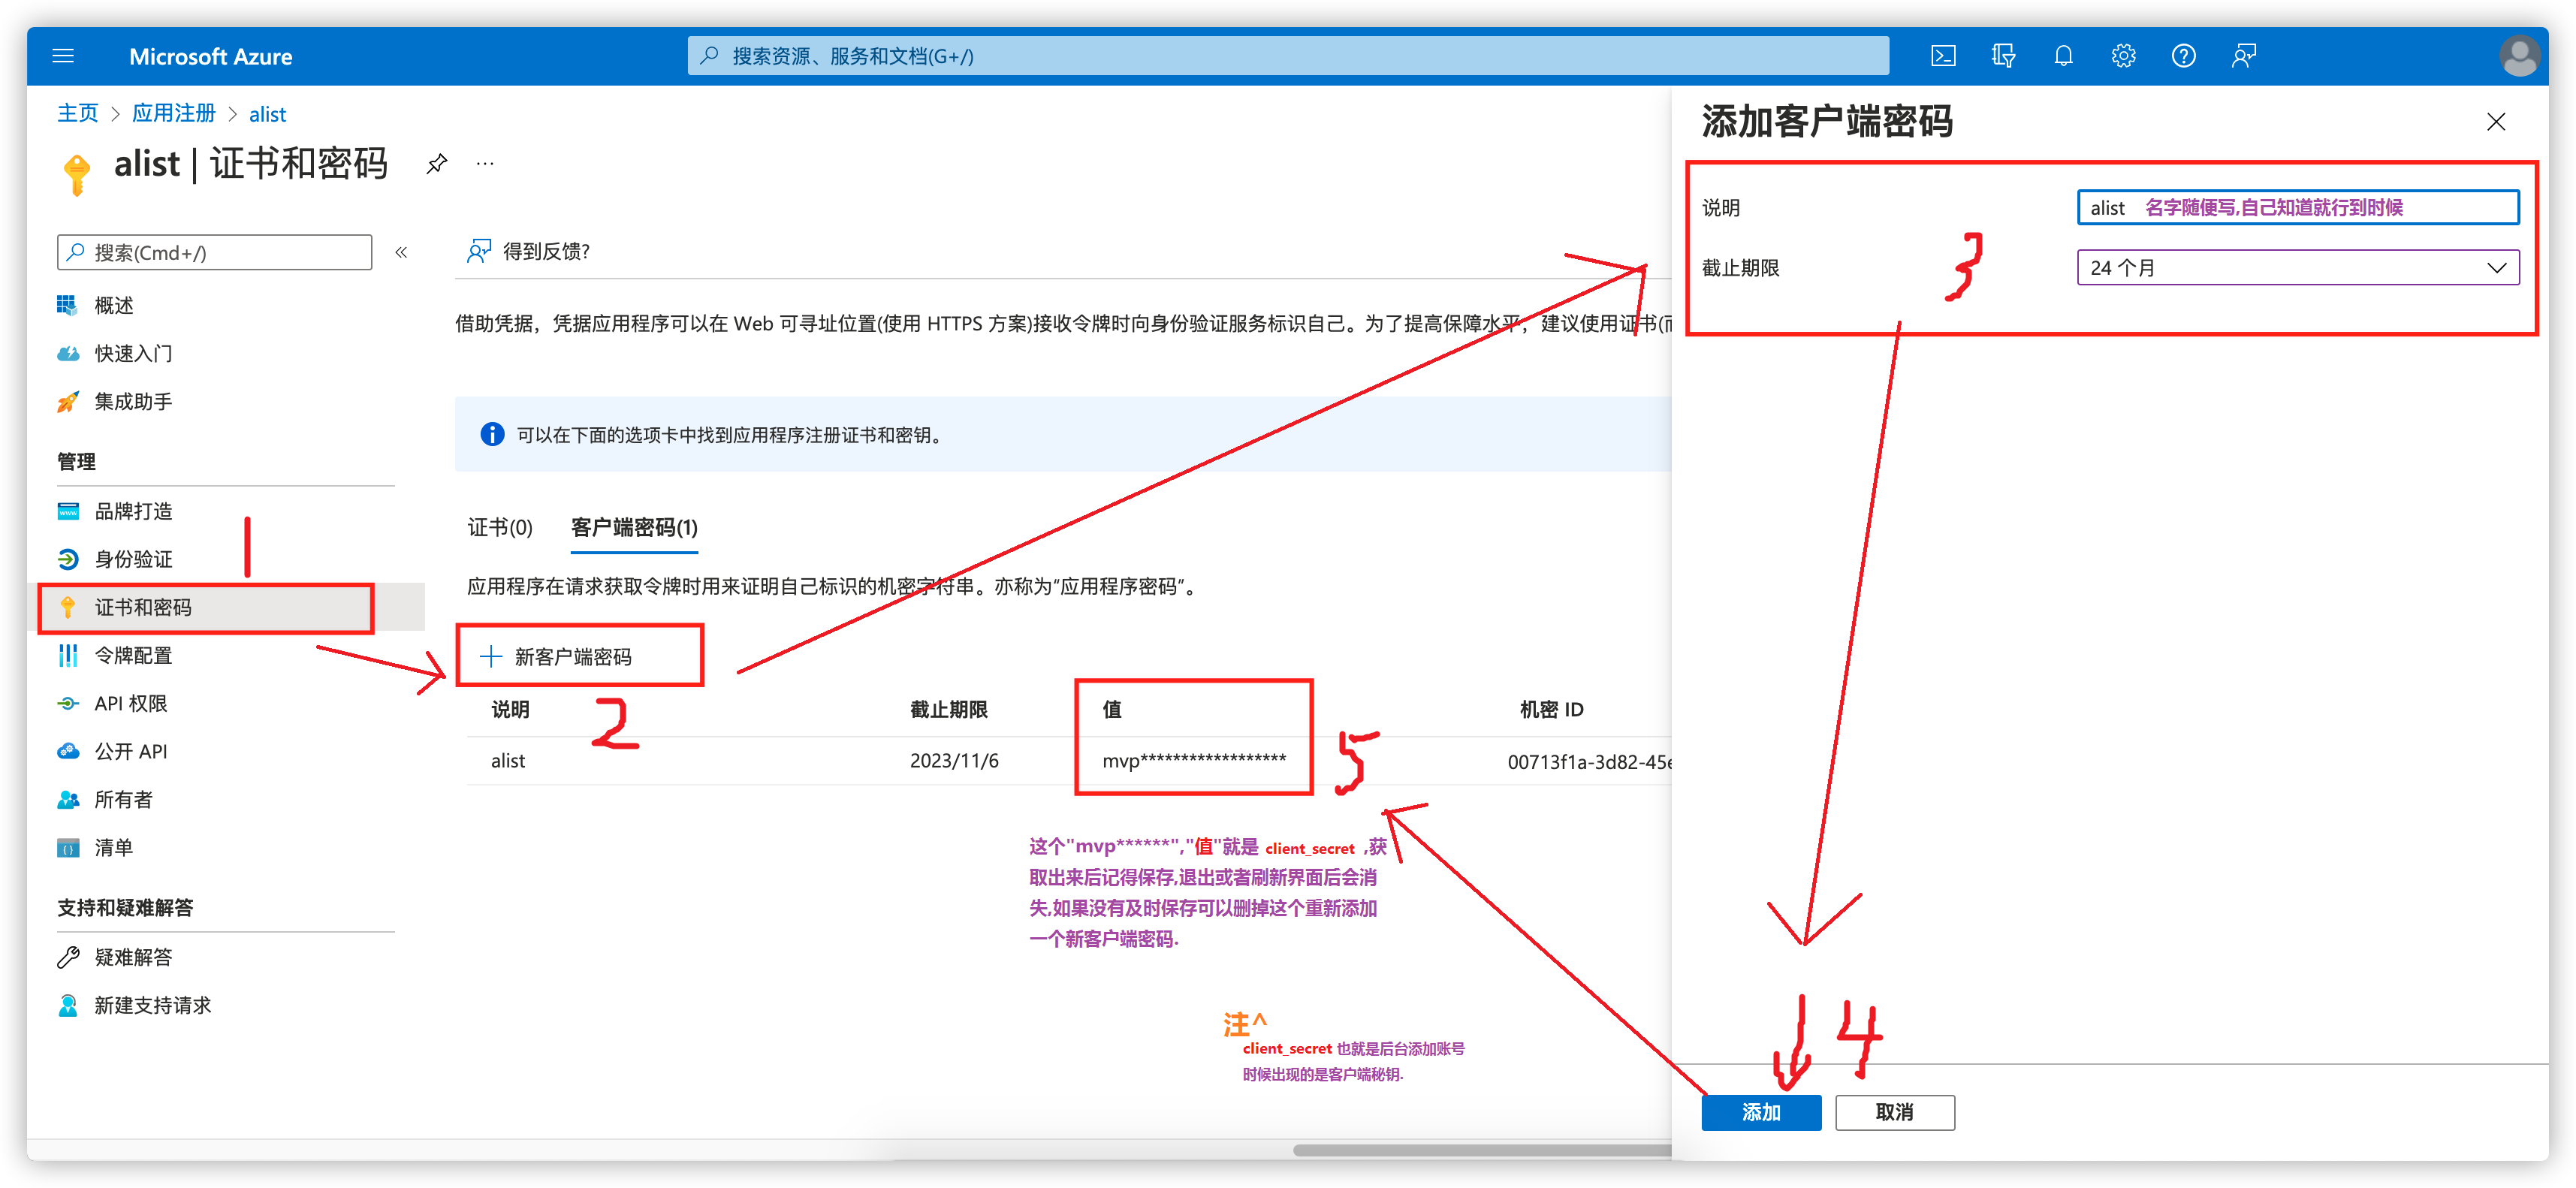 Microsoft Azure
搜索资源、服务和文档(G+/)
主页 > 应用注册 > alist
alist | 证书和密码
搜索(Cmd+/)
概述
快速入门
集成助手
管理
品牌打造
身份验证
证书和密码
令牌配置
API 权限
公开 API
所有者
清单
支持和疑难解答
疑难解答
新建支持请求
1
得到反馈?
借助凭据，凭据应用程序可以在 Web 可寻址位置(使用 HTTPS 方案)接收令牌时向身份验证服务标识自己。为了提高保障水平，建议使用证书(而
可以在下面的选项卡中找到应用程序注册证书和密钥。
证书(0) 客户端密码(1)
应用程序在请求获取令牌时用来证明自己标识的机密字符串。亦称为“应用程序密码”。
新客户端密码
2
说明 截止期限 值 机密 ID
alist 2023/11/6 mvp****************** 00713f1a-3d82-45e
5
这个"mvp******","值"就是 client_secret ,获
取出来后记得保存,退出或者刷新界面后会消
失,如果没有及时保存可以删掉这个重新添加
一个新客户端密码.
注^
client_secret 也就是后台添加账号
时候出现的是客户端秘钥.
添加客户端密码
说明 alist 名字随便写,自己知道就行到时候
截止期限 24 个月
3
4
添加 取消